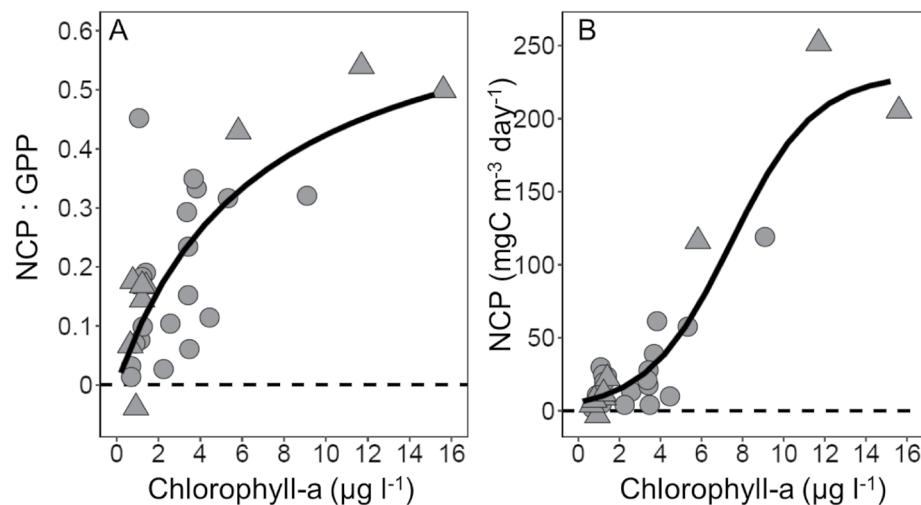 A
NCP : GPP
0.6
0.5
0.4
0.3
0.2
0.1
0
0 2 4 6 8 10 12 14 16
Chlorophyll-a (μg l⁻¹)
B
NCP (mgC m⁻³ day⁻¹)
250
200
150
100
50
0
0 2 4 6 8 10 12 14 16
Chlorophyll-a (μg l⁻¹)